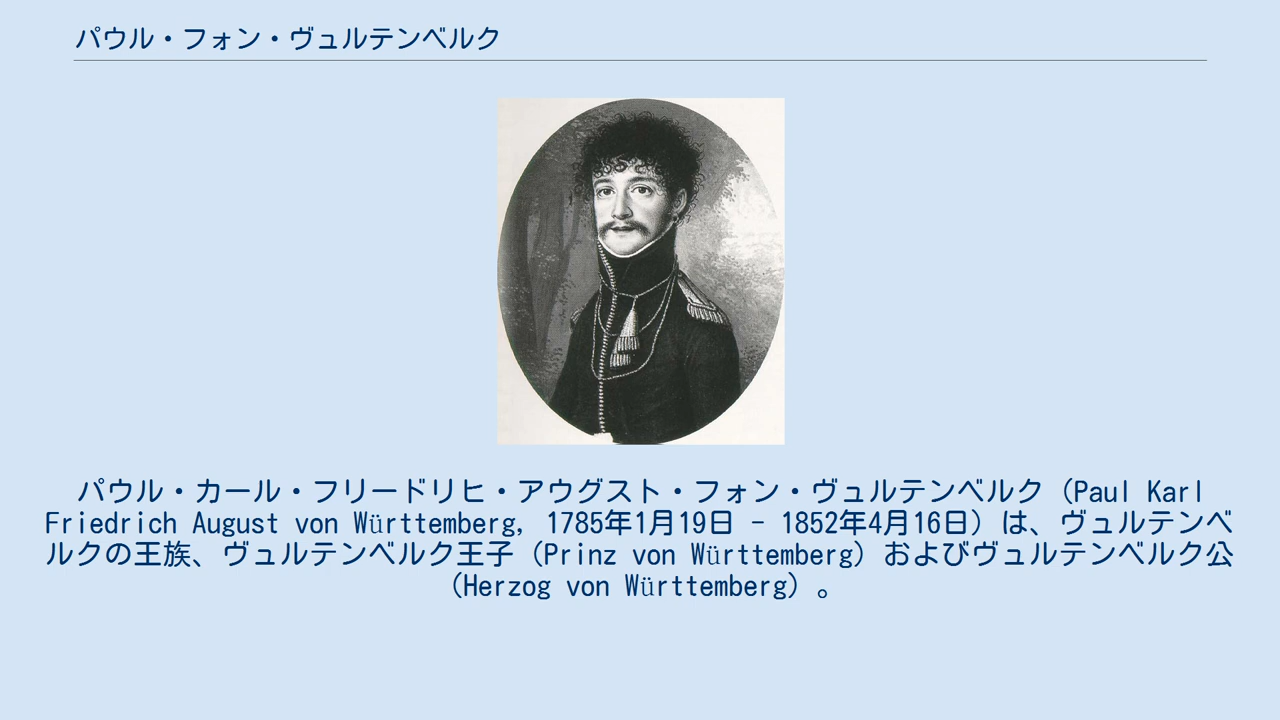 パウル・フォン・ヴュルテンベルク
パウル・カール・フリードリヒ・アウグスト・フォン・ヴュルテンベルク（Paul Karl
Friedrich August von Württemberg, 1785年1月19日 - 1852年4月16日）は、ヴュルテンベ
ルクの王族、ヴュルテンベルク王子（Prinz von Württemberg）およびヴュルテンベルク公
（Herzog von Württemberg）。